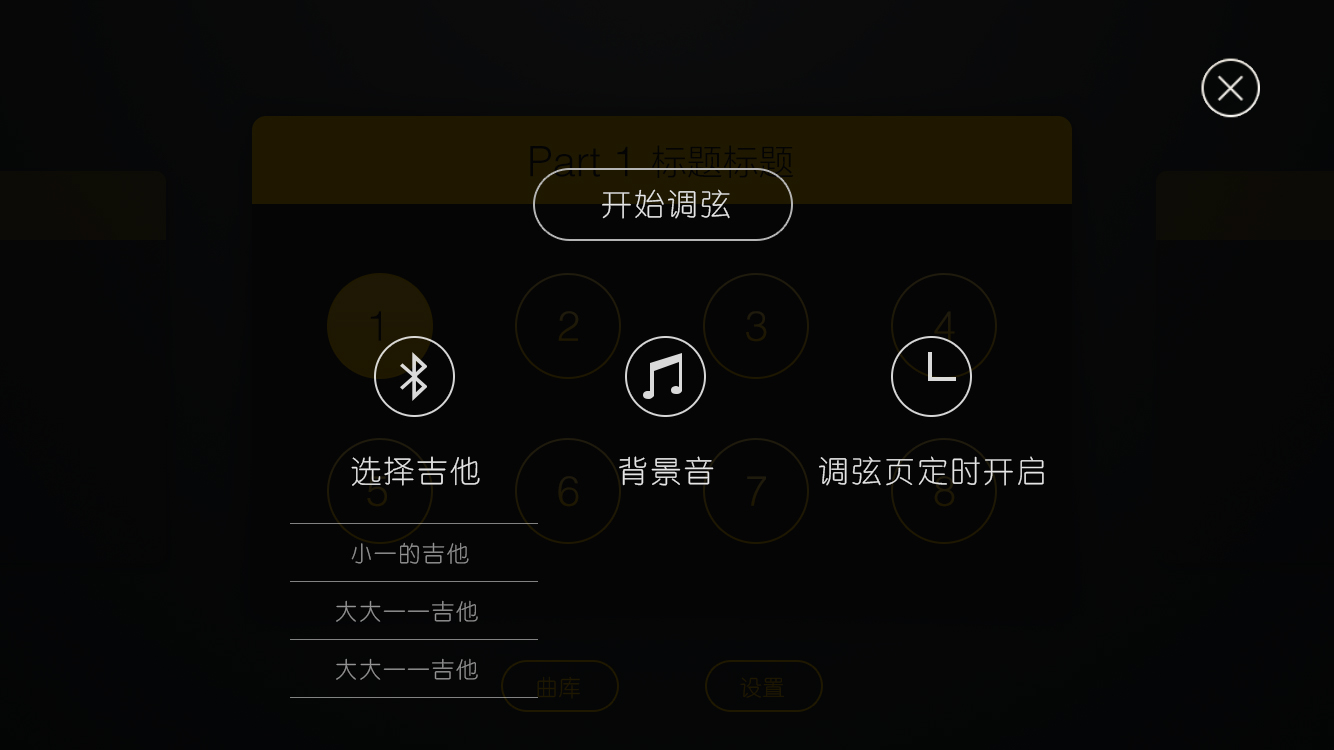 Part 1 标题标题
开始调弦
1 2 3 4
选择吉他 背景音 调弦页定时开启
5 6 7 8
小一的吉他
大大一一吉他
大大一一吉他
曲库 设置